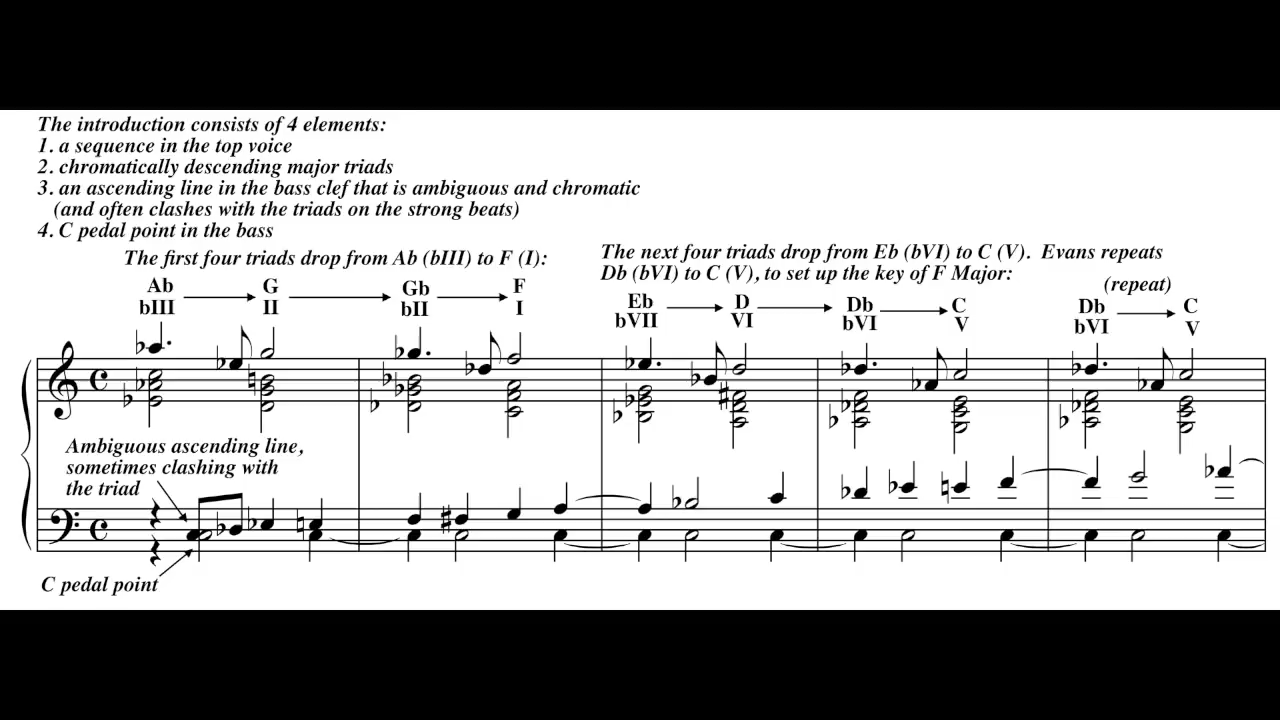 The introduction consists of 4 elements:
1. a sequence in the top voice
2. chromatically descending major triads
3. an ascending line in the bass clef that is ambiguous and chromatic
(and often clashes with the triads on the strong beats)
4. C pedal point in the bass
The first four triads drop from Ab (bIII) to F (I):
The next four triads drop from Eb (bVI) to C (V).  Evans repeats
Db (bVI) to C (V), to set up the key of F Major:
(repeat)
Ab G Gb F Eb D Db C Db C
bIII II bII I bVII VI bVI V bVI V
Ambiguous ascending line,
sometimes clashing with
the triad
C pedal point